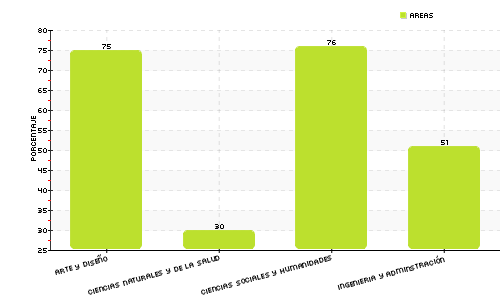 AREAS
PORCENTAJE
80
75
70
65
60
55
50
45
40
35
30
25
75
30
76
51
ARTE Y DISEÑO
CIENCIAS NATURALES Y DE LA SALUD
CIENCIAS SOCIALES Y HUMANIDADES
INGENIERIA Y ADMINSTRACIÓN